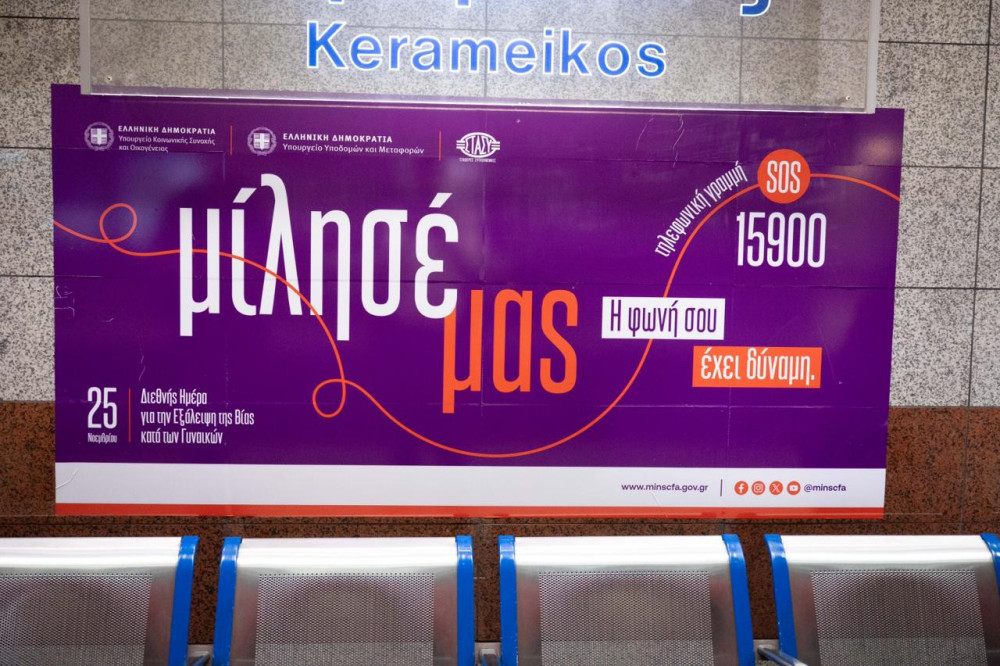 Kerameikos
ΕΛΛΗΝΙΚΗ ΔΗΜΟΚΡΑΤΙΑ
Υπουργείο Κοινωνικής Συνοχής
και Οικογένειας
ΕΛΛΗΝΙΚΗ ΔΗΜΟΚΡΑΤΙΑ
Υπουργείο Υποδομών και Μεταφορών
ΣΤΑΣΥ
ΣΤΑΘΕΡΕΣ ΣΥΓΚΟΙΝΩΝΙΕΣ
μίλησέ
μας
τηλεφωνική γραμμή
SOS
15900
Η φωνή σου
έχει δύναμη.
25
Νοεμβρίου
Διεθνής Ημέρα
για την Εξάλειψη της Βίας
κατά των Γυναικών
www.minscfa.gov.gr
@minscfa